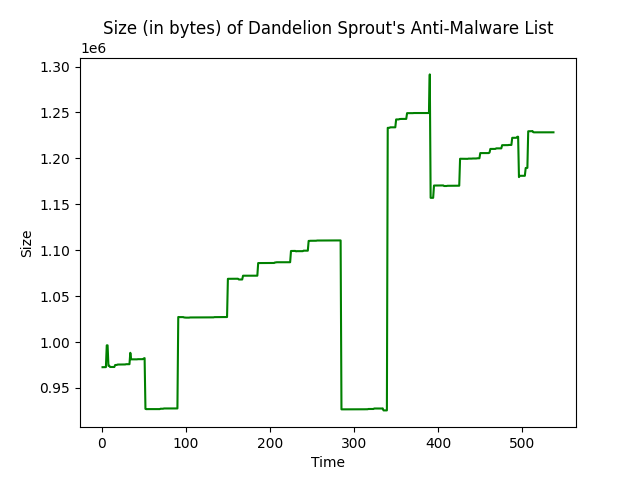 Size (in bytes) of Dandelion Sprout's Anti-Malware List
1e6
1.30
1.25
1.20
1.15
1.10
1.05
1.00
0.95
Size
0 100 200 300 400 500
Time